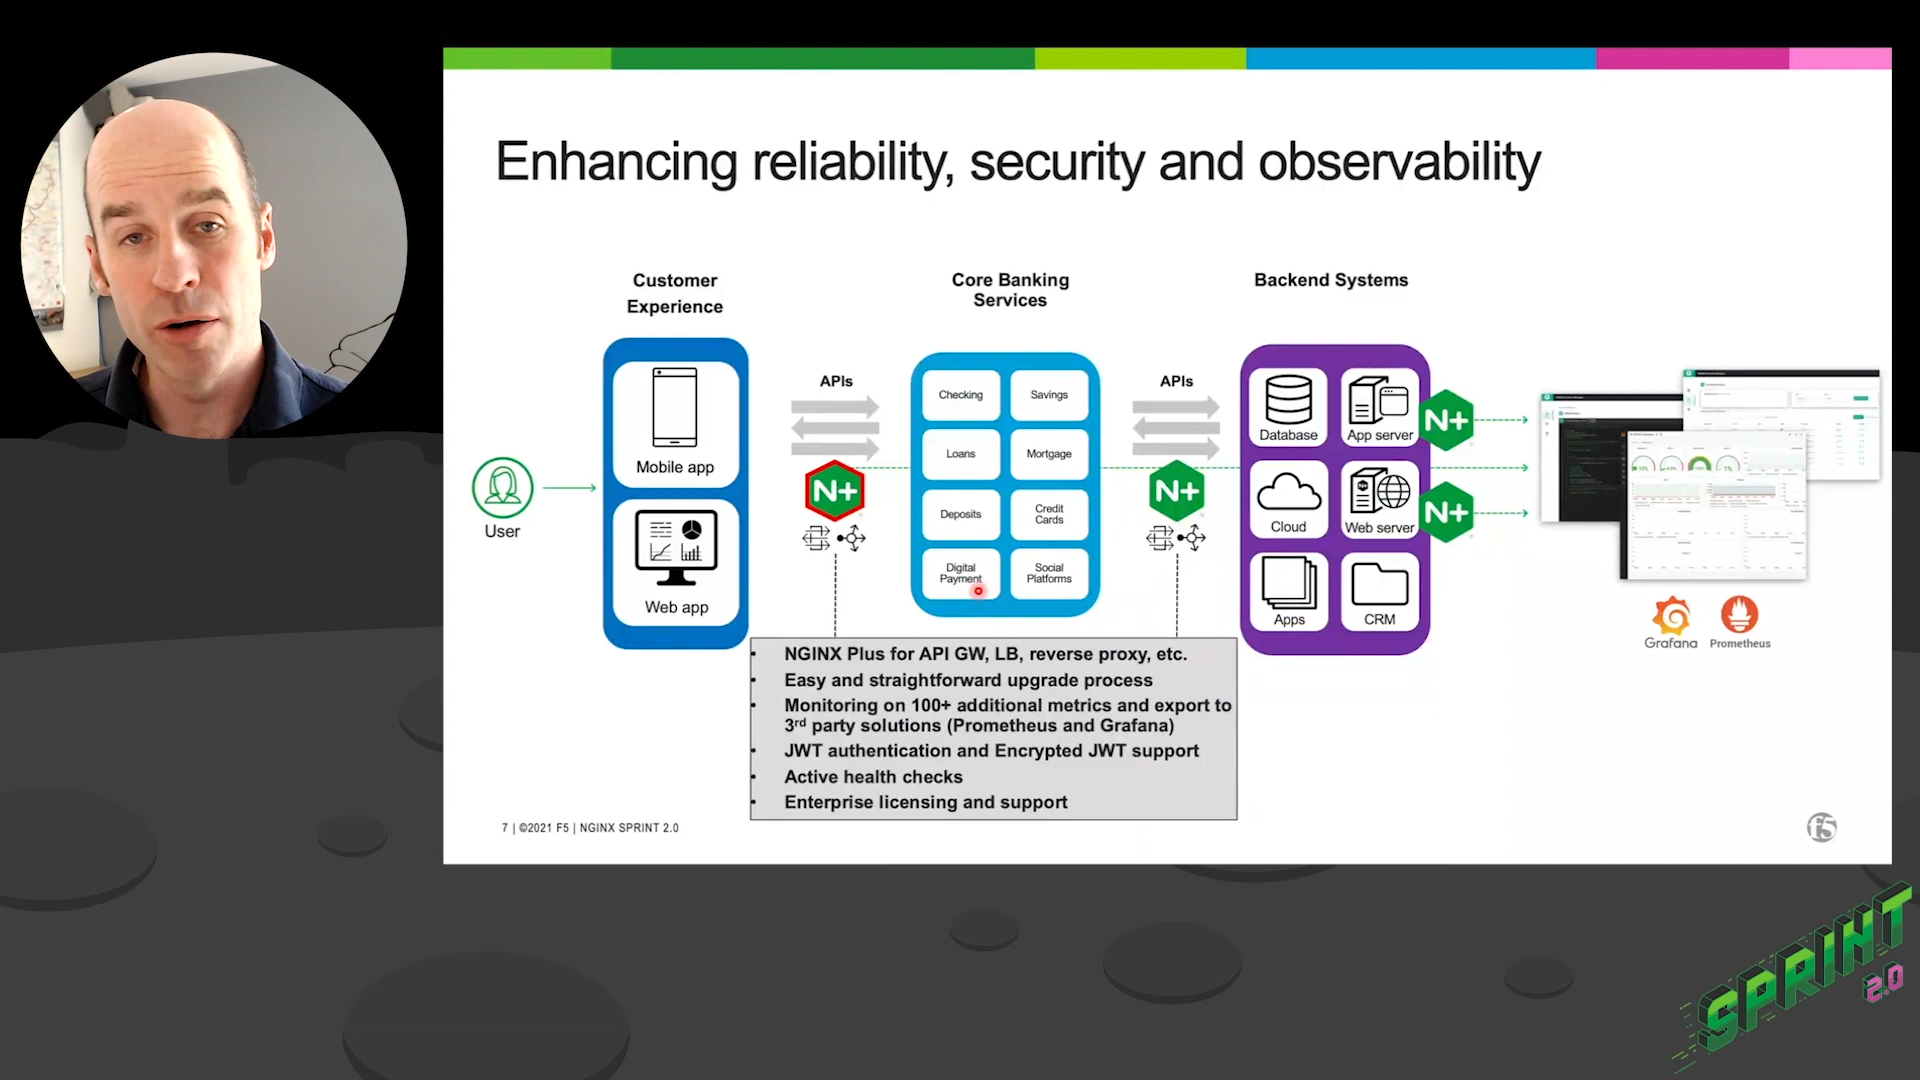 Enhancing reliability, security and observability
Customer
Experience
Core Banking
Services
Backend Systems
APIs
APIs
Mobile app
Web app
User
Checking
Savings
Loans
Mortgage
Deposits
Credit
Cards
Digital
Payment
Social
Platforms
N+
N+
Database
App server
N+
Cloud
Web server
N+
Apps
CRM
Grafana
Prometheus
• NGINX Plus for API GW, LB, reverse proxy, etc.
• Easy and straightforward upgrade process
• Monitoring on 100+ additional metrics and export to
3rd party solutions (Prometheus and Grafana)
• JWT authentication and Encrypted JWT support
• Active health checks
• Enterprise licensing and support
7 | ©2021 F5 | NGINX SPRINT 2.0
f5
SPRINT
2.0